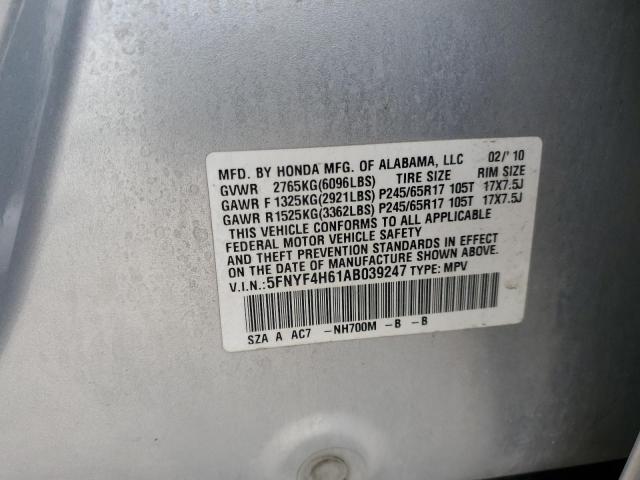 MFD. BY HONDA MFG. OF ALABAMA, LLC 02/'10
GVWR 2765KG(6096LBS) TIRE SIZE RIM SIZE
GAWR F 1325KG(2921LBS) P245/65R17 105T 17X7.5J
GAWR R 1525KG(3362LBS) P245/65R17 105T 17X7.5J
THIS VEHICLE CONFORMS TO ALL APPLICABLE
FEDERAL MOTOR VEHICLE SAFETY
AND THEFT PREVENTION STANDARDS IN EFFECT
ON THE DATE OF MANUFACTURE SHOWN ABOVE.
V.I.N.:5FNYF4H61AB039247 TYPE: MPV
SZA A AC7 -NH700M -B -B